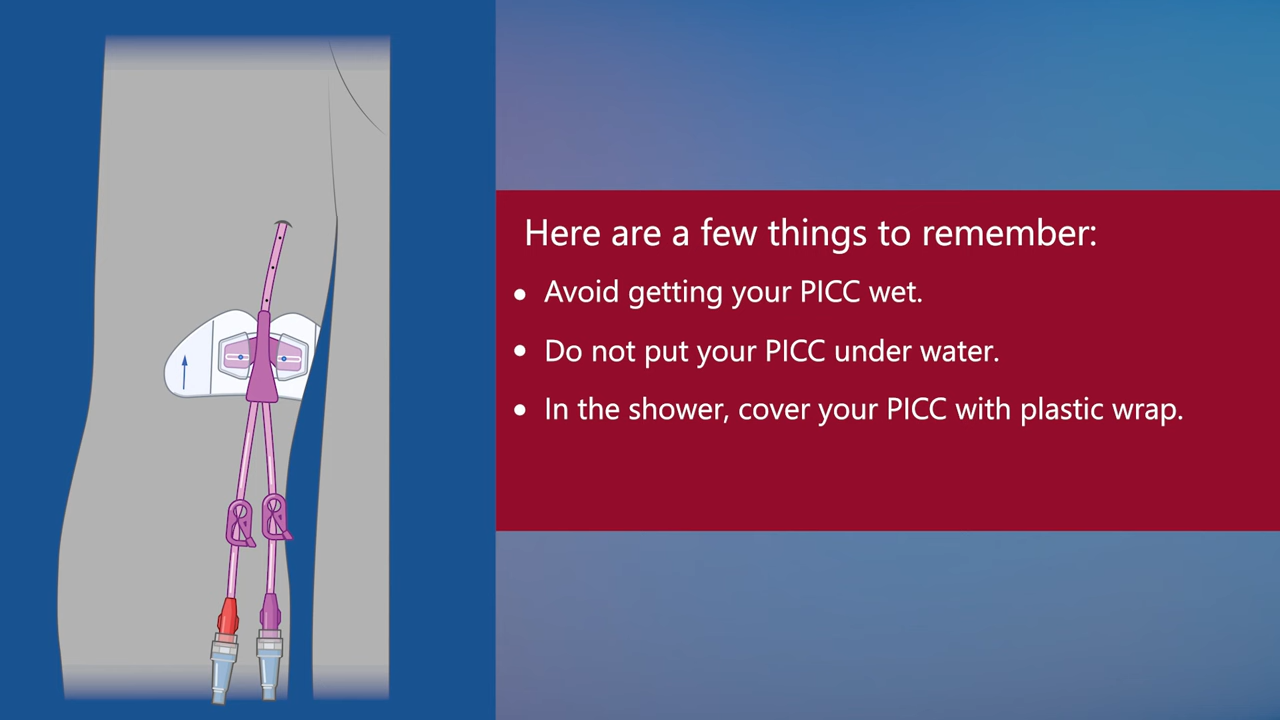 Here are a few things to remember:
• Avoid getting your PICC wet.
• Do not put your PICC under water.
• In the shower, cover your PICC with plastic wrap.